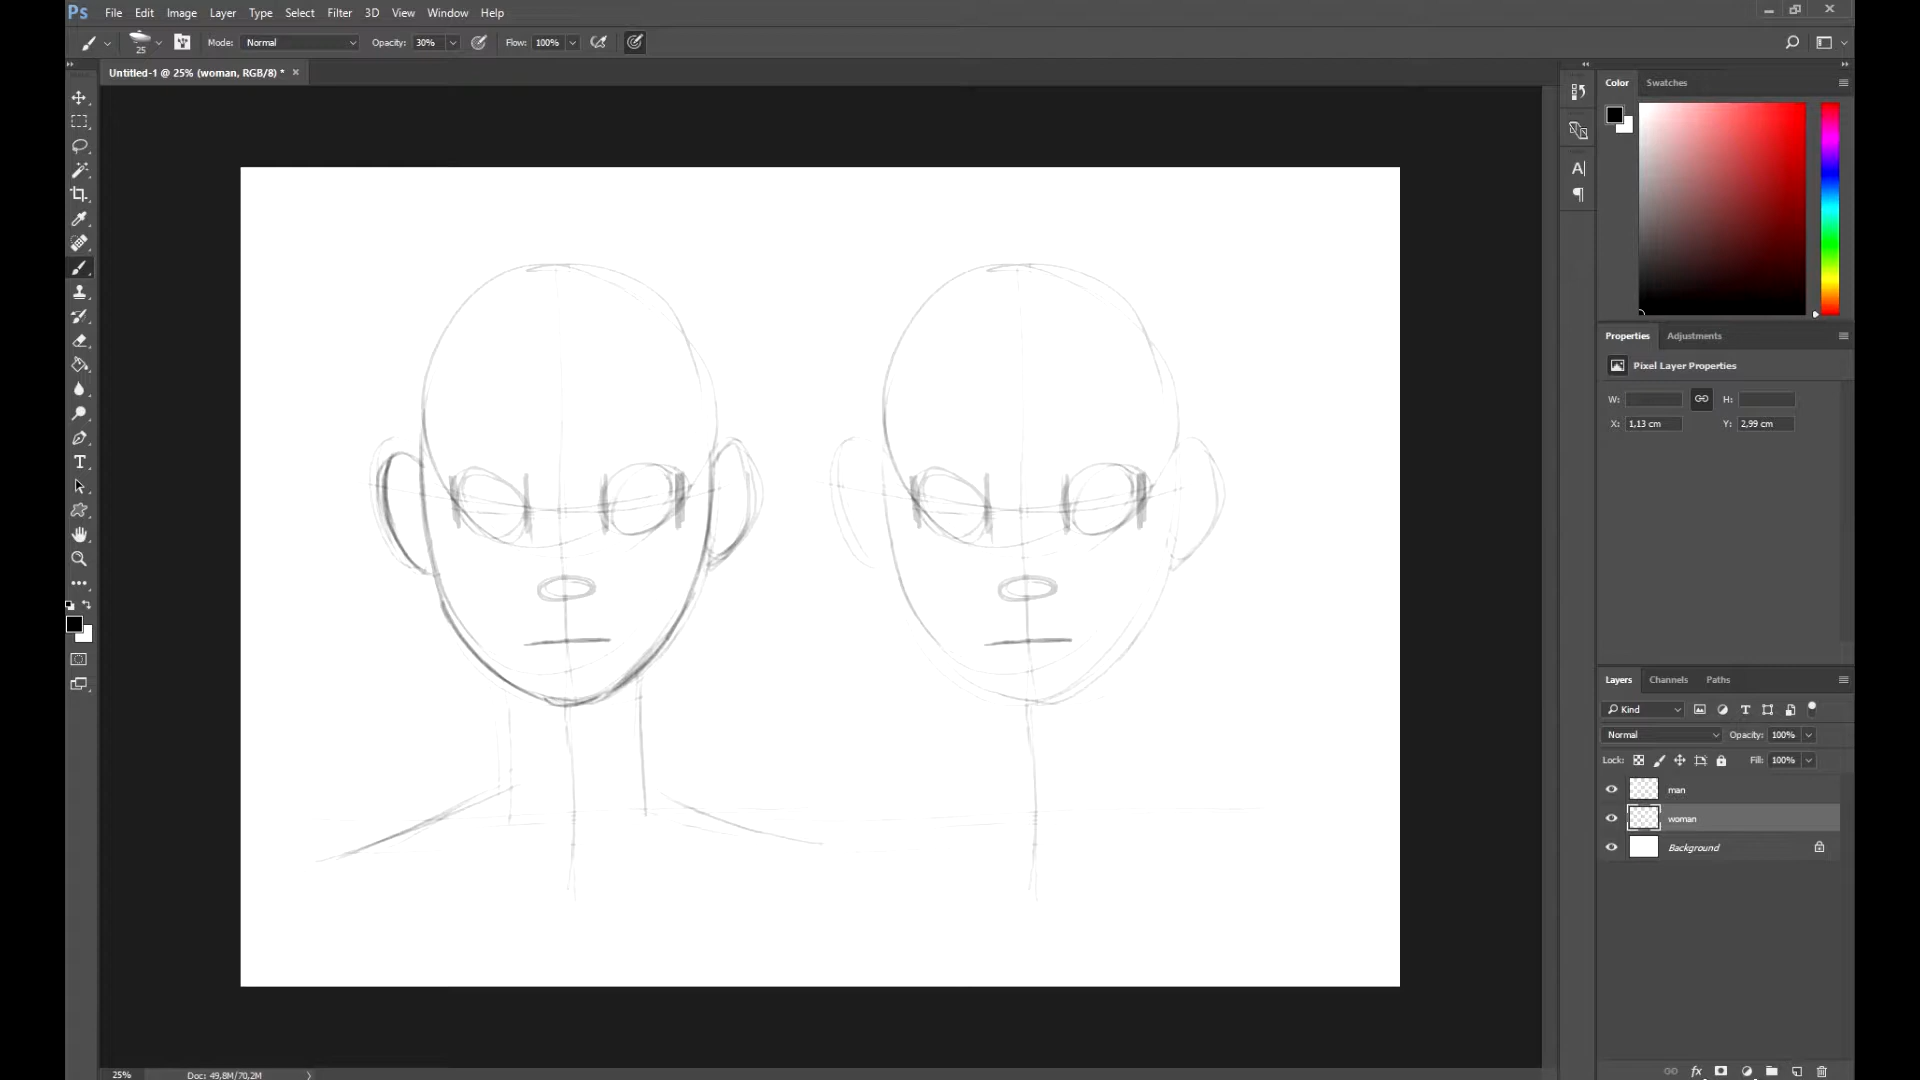 Ps File Edit Image Layer Type Select Filter 3D View Window Help
25 Mode: Normal Opacity: 30% Flow: 100%
Untitled-1 @ 25% (woman, RGB/8) * ×
Color Swatches
Properties Adjustments
Pixel Layer Properties
W: H:
X: 1,13 cm Y: 2,99 cm
Layers Channels Paths
Kind
Normal Opacity: 100%
Lock: Fill: 100%
man
woman
Background
25% Doc: 49,8M/70,2M